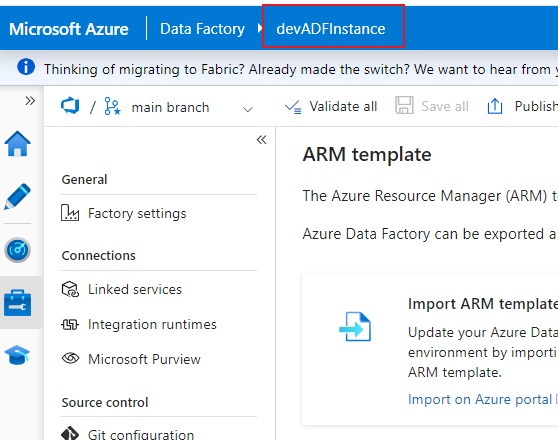 Microsoft Azure Data Factory devADFInstance
Thinking of migrating to Fabric? Already made the switch? We want to hear from
/ main branch Validate all Save all Publish
ARM template
General
The Azure Resource Manager (ARM) t
Factory settings
Azure Data Factory can be exported a
Connections
Linked services
Import ARM template
Integration runtimes
Update your Azure Data
environment by importi
Microsoft Purview
ARM template.
Source control
Import on Azure portal
Git configuration